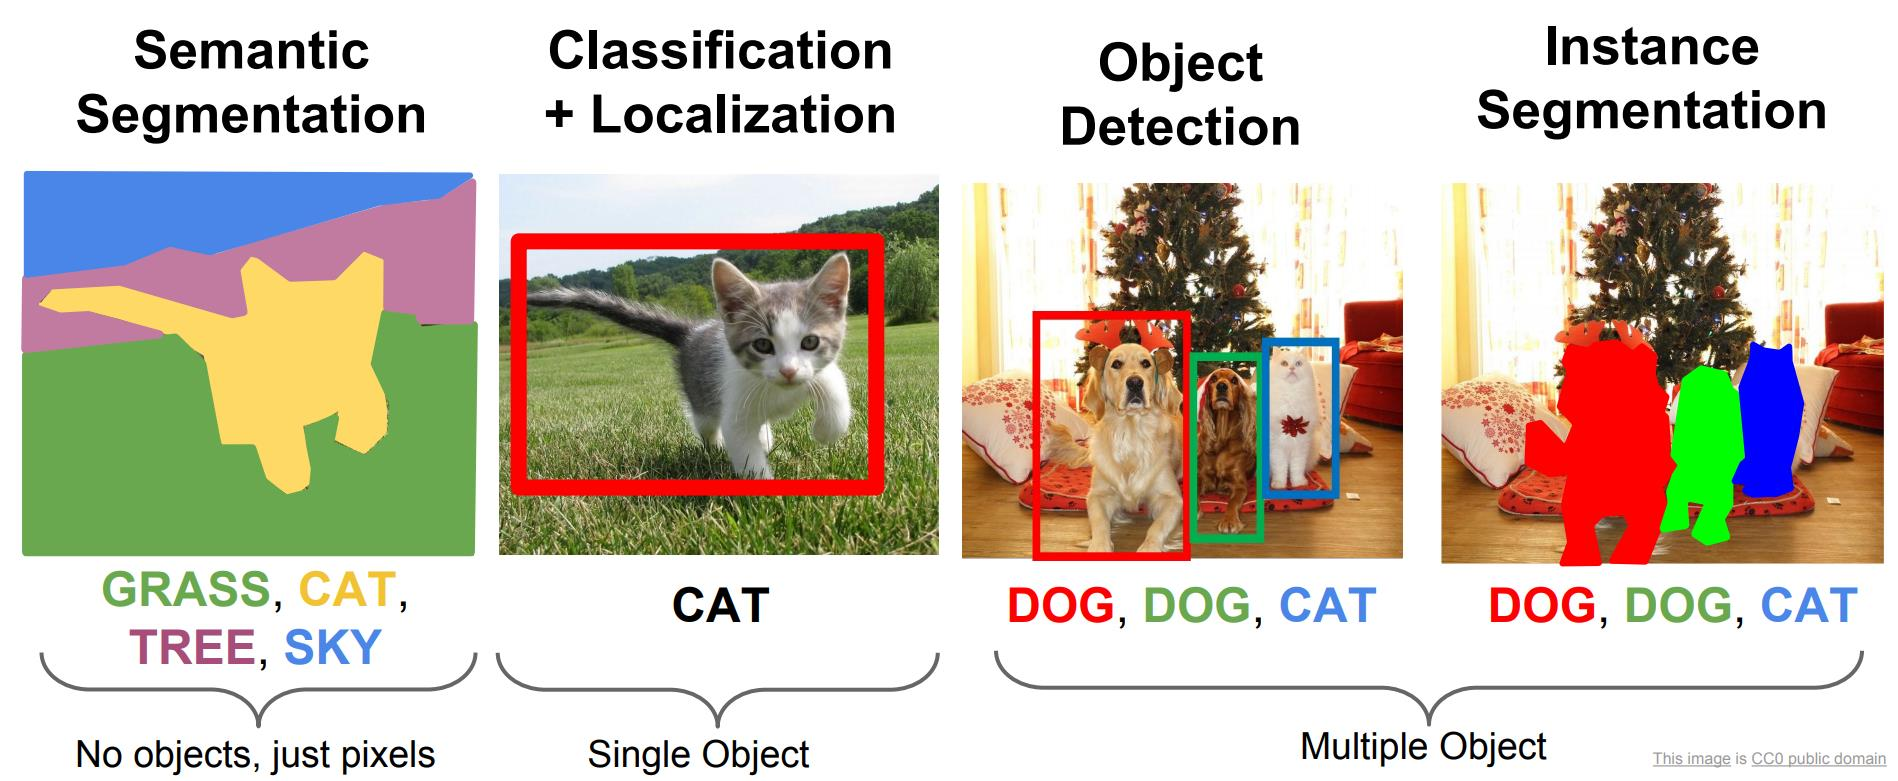 Semantic
Segmentation
Classification
+ Localization
Object
Detection
Instance
Segmentation
GRASS, CAT,
TREE, SKY
CAT
DOG, DOG, CAT
DOG, DOG, CAT
No objects, just pixels
Single Object
Multiple Object
This image is CC0 public domain